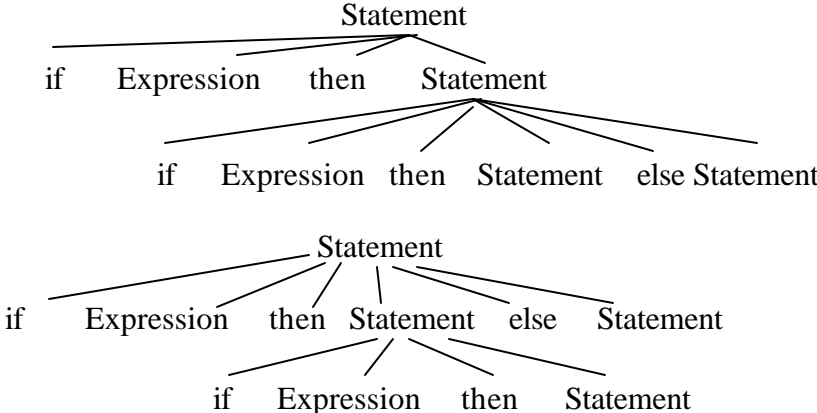 Statement
if Expression then Statement
if Expression then Statement else Statement
Statement
if Expression then Statement else Statement
if Expression then Statement